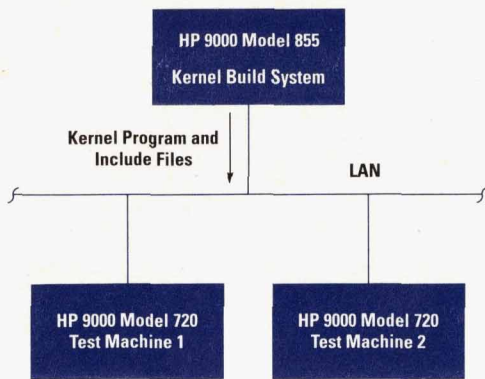 HP 9000 Model 855
Kernel Build System
Kernel Program and
Include Files
LAN
HP 9000 Model 720
Test Machine 1
HP 9000 Model 720
Test Machine 2